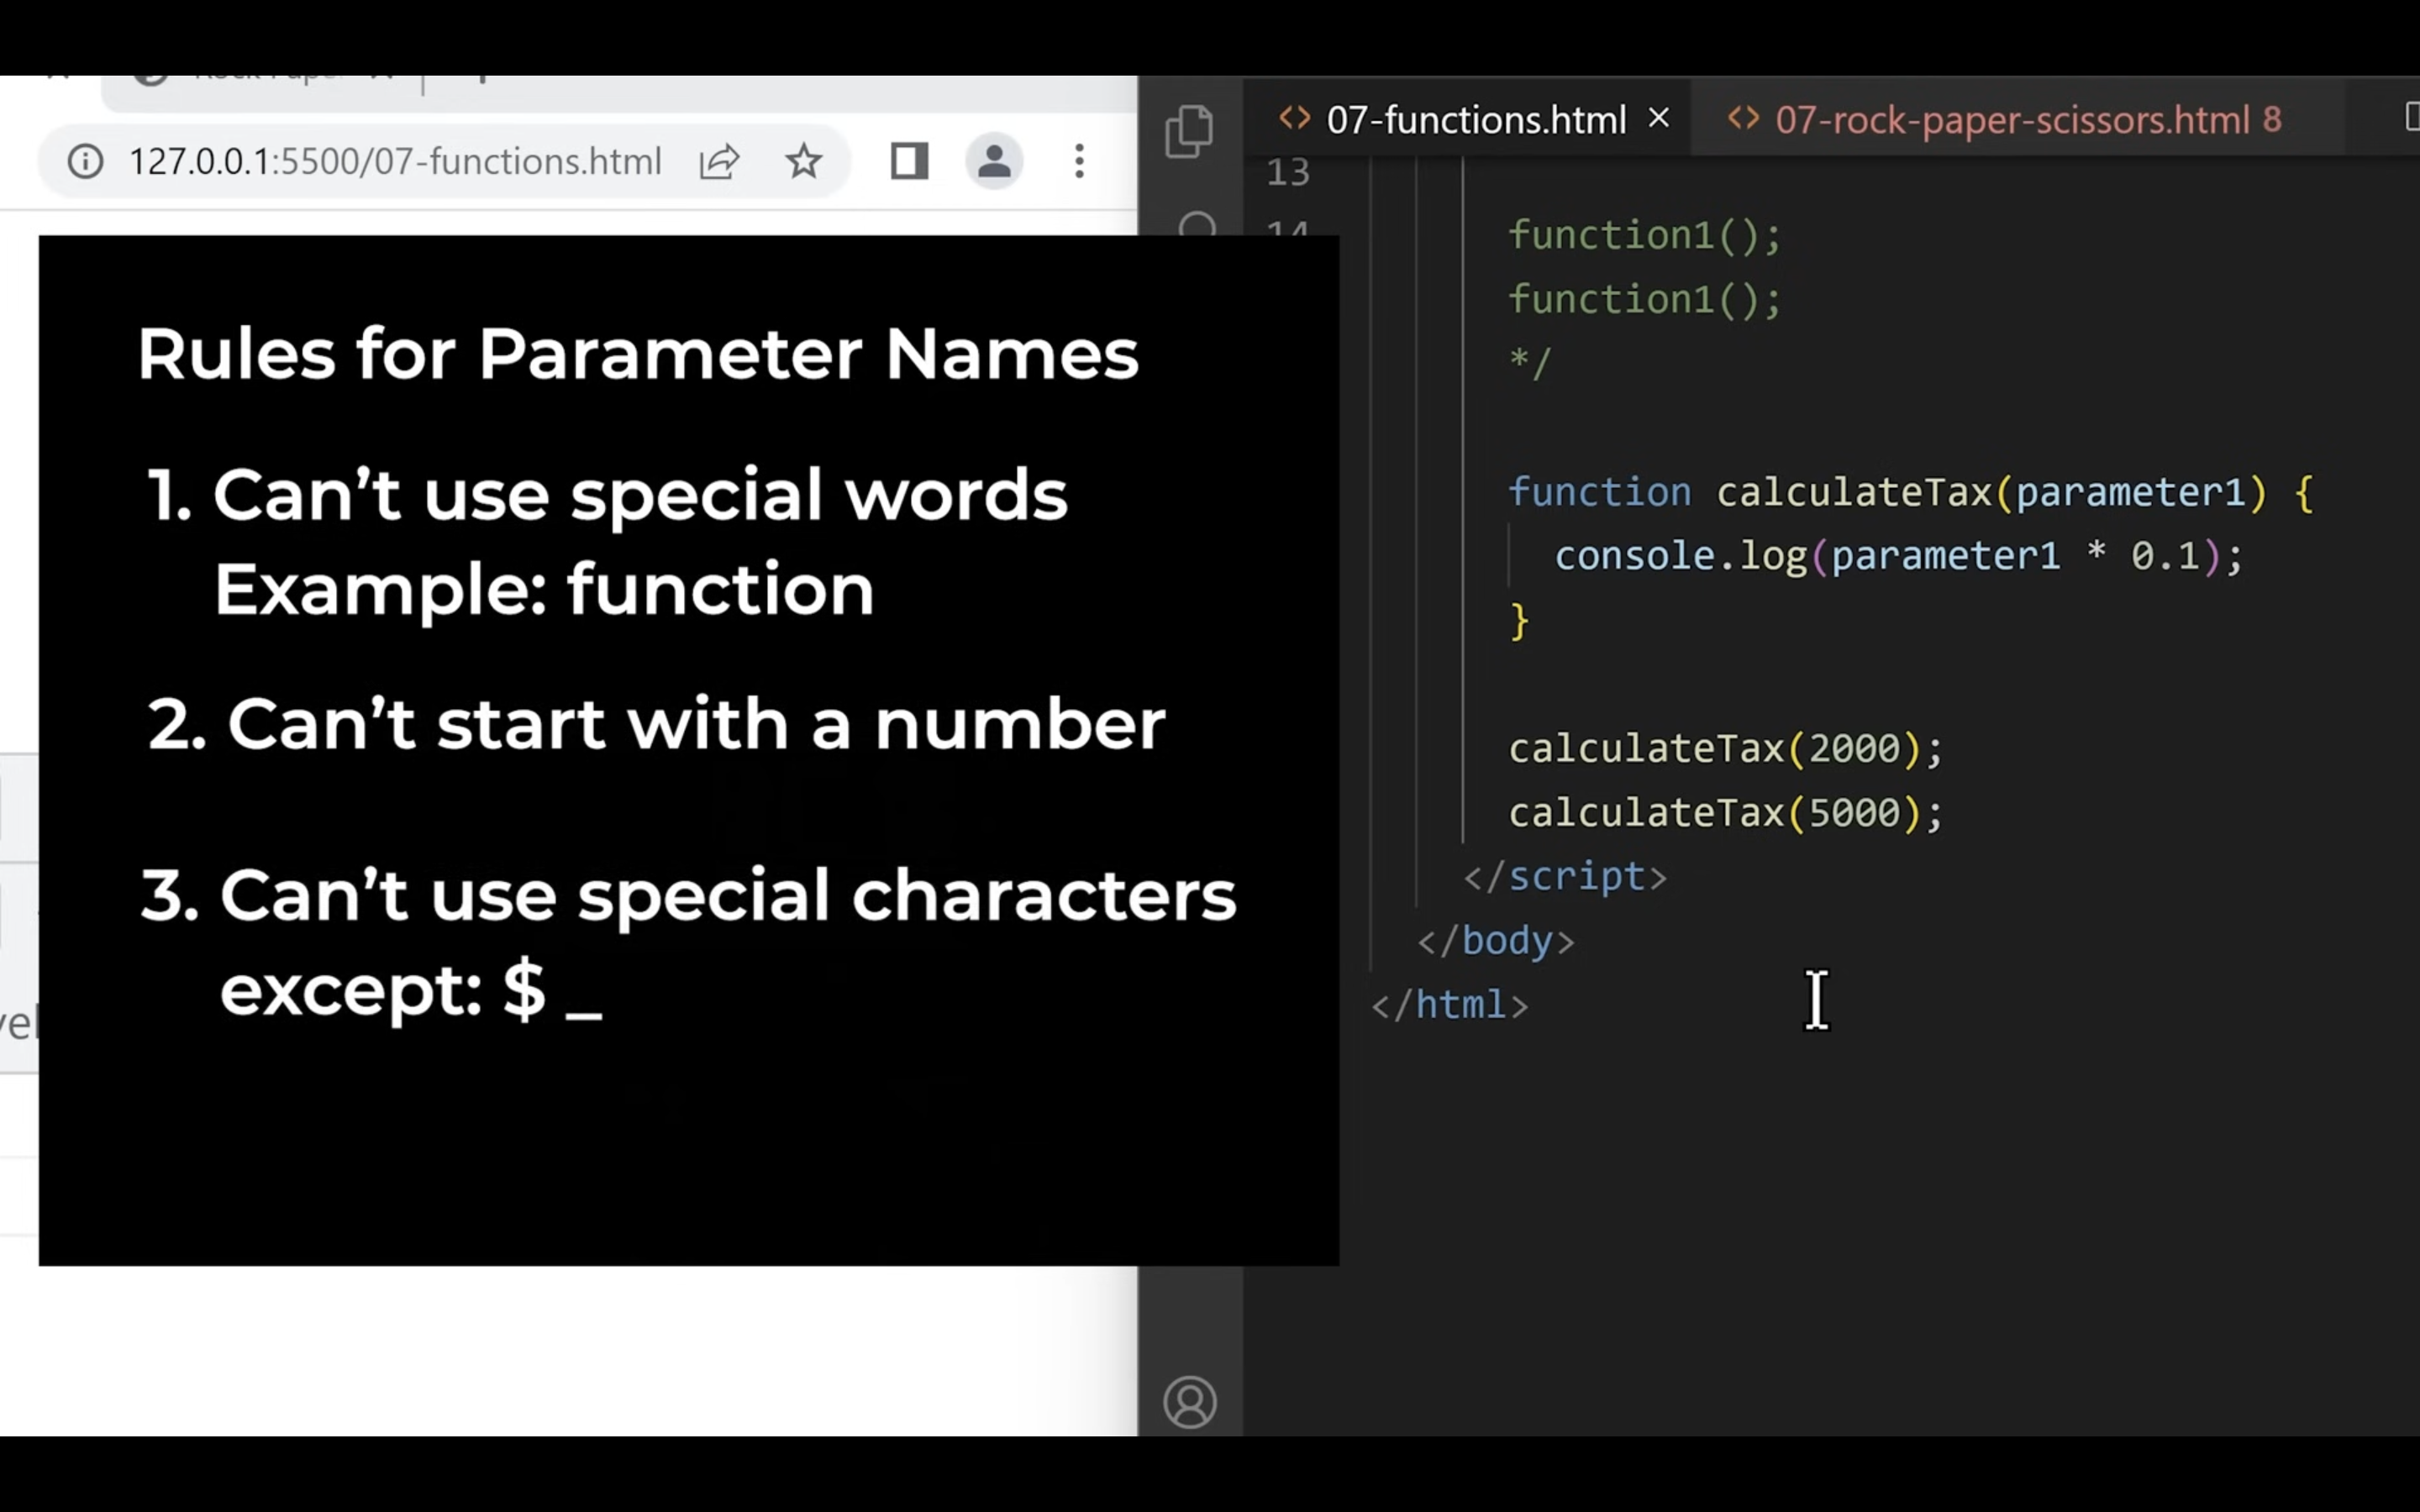 127.0.0.1:5500/07-functions.html
07-functions.html
07-rock-paper-scissors.html 8
13
14
function1();
function1();
*/
function calculateTax(parameter1) {
console.log(parameter1 * 0.1);
}
calculateTax(2000);
calculateTax(5000);
</script>
</body>
</html>
Rules for Parameter Names
1. Can’t use special words
Example: function
2. Can’t start with a number
3. Can’t use special characters
except: $ _